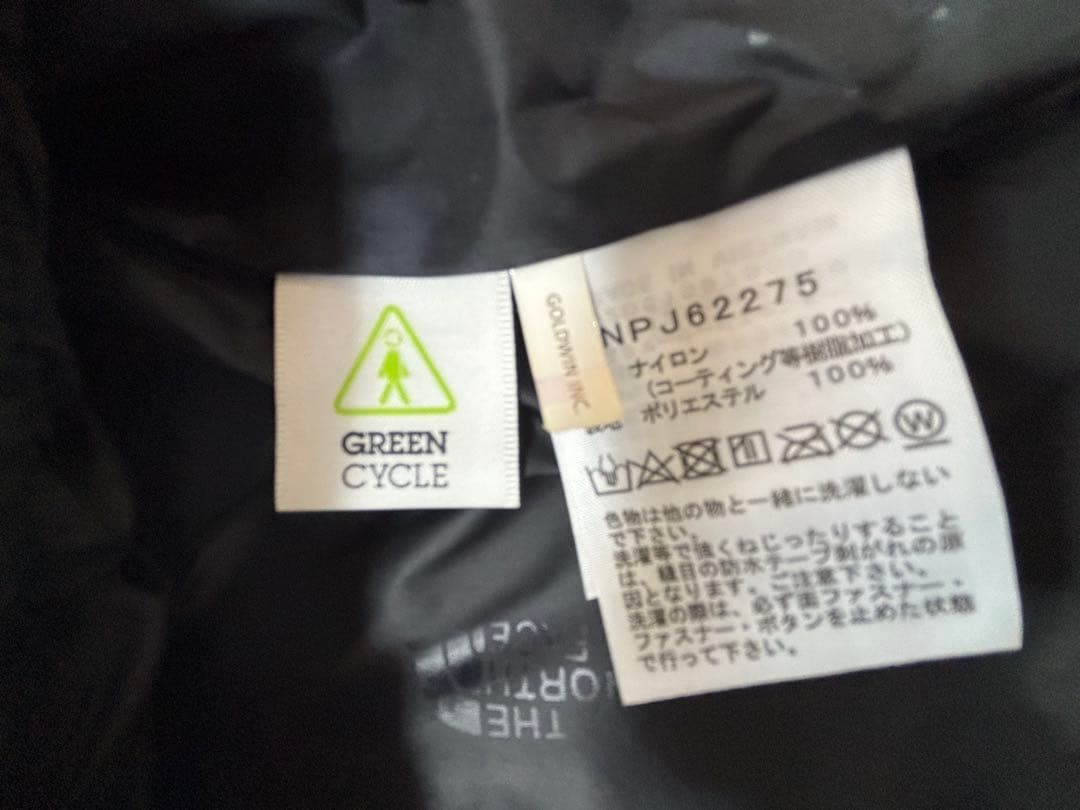 GREEN
CYCLE
GOLDWIN INC.
NPJ62275
100%
ナイロン
(コーティング等樹脂加工)
ポリエステル 100%
W
色物は他の物と一緒に洗濯しない
で下さい。
洗濯等で強くねじったりすること
は、縫目の防水テープ剥がれの原
因となります。ご注意下さい。
洗濯の際は、必ず面ファスナー・
ファスナー・ボタンを止めた状態
で行って下さい。
THE
NORTH
FACE